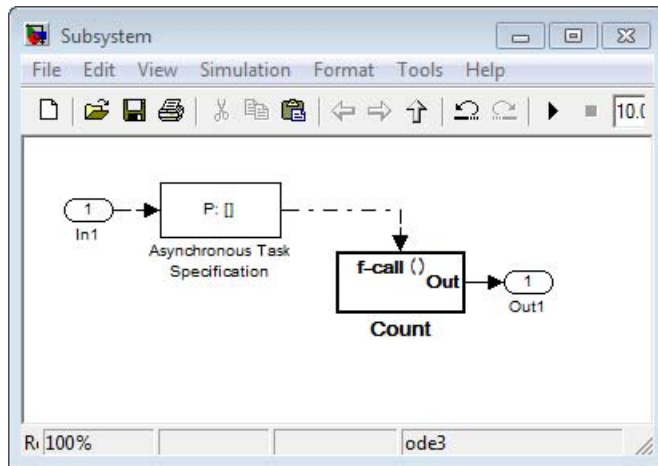 Subsystem
File Edit View Simulation Format Tools Help
10.0
1
In1
P: []
Asynchronous Task
Specification
f-call ()
Out
Count
1
Out1
100%
ode3